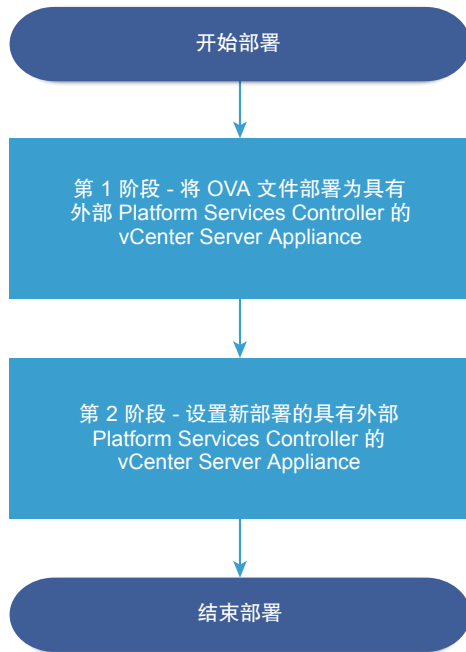 开始部署
第 1 阶段 - 将 OVA 文件部署为具有
外部 Platform Services Controller 的
vCenter Server Appliance
第 2 阶段 - 设置新部署的具有外部
Platform Services Controller 的
vCenter Server Appliance
结束部署